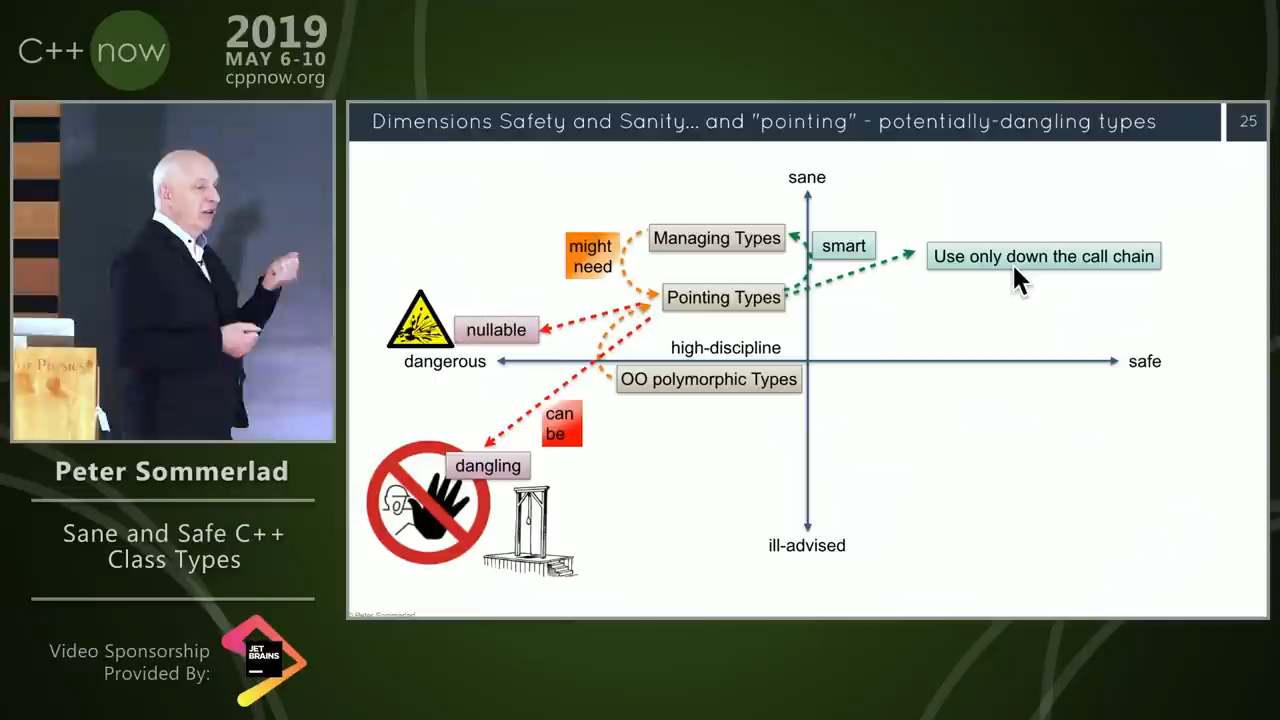 C++ now
2019
MAY 6-10
cppnow.org
Dimensions Safety and Sanity... and "pointing" - potentially-dangling types
25
sane
might
need
Managing Types
smart
Use only down the call chain
Pointing Types
nullable
high-discipline
dangerous
safe
OO polymorphic Types
can
be
dangling
ill-advised
© Peter Sommerlad
Peter Sommerlad
Sane and Safe C++
Class Types
Video Sponsorship
Provided By:
JET
BRAINS